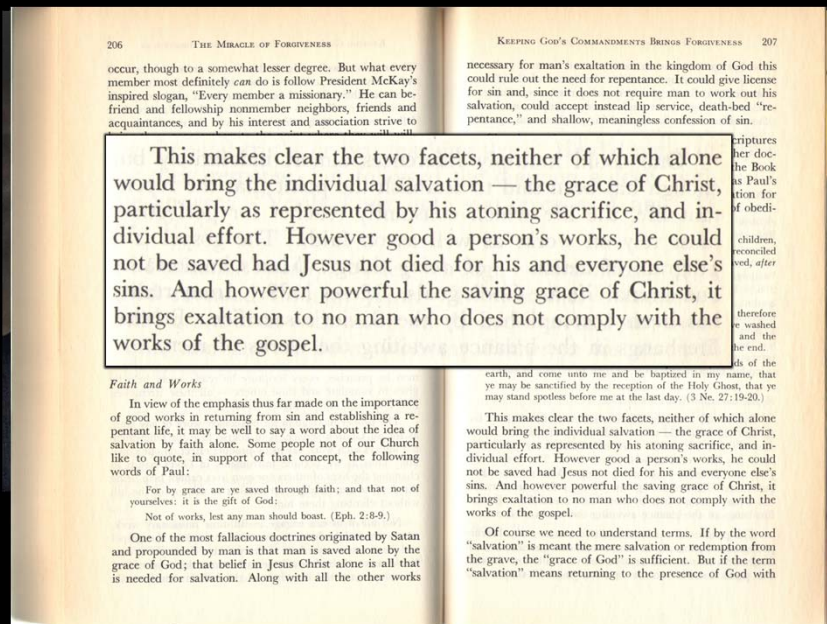 206 THE MIRACLE OF FORGIVENESS
occur, though to a somewhat lesser degree. But what every
member most definitely can do is follow President McKay's
inspired slogan, "Every member a missionary." He can be-
friend and fellowship nonmember neighbors, friends and
acquaintances, and by his interest and association strive to
This makes clear the two facets, neither of which alone
would bring the individual salvation — the grace of Christ,
particularly as represented by his atoning sacrifice, and in-
dividual effort. However good a person's works, he could
not be saved had Jesus not died for his and everyone else's
sins. And however powerful the saving grace of Christ, it
brings exaltation to no man who does not comply with the
works of the gospel.
Faith and Works
In view of the emphasis thus far made on the importance
of good works in returning from sin and establishing a re-
pentant life, it may be well to say a word about the idea of
salvation by faith alone. Some people not of our Church
like to quote, in support of that concept, the following
words of Paul:
For by grace are ye saved through faith; and that not of
yourselves: it is the gift of God:
Not of works, lest any man should boast. (Eph. 2:8-9.)
One of the most fallacious doctrines originated by Satan
and propounded by man is that man is saved alone by the
grace of God; that belief in Jesus Christ alone is all that
is needed for salvation. Along with all the other works
KEEPING GOD'S COMMANDMENTS BRINGS FORGIVENESS 207
necessary for man's exaltation in the kingdom of God this
could rule out the need for repentance. It could give license
for sin and, since it does not require man to work out his
salvation, could accept instead lip service, death-bed "re-
pentance," and shallow, meaningless confession of sin.
criptures
her doc-
he Book
as Paul's
tion for
f obedi-
children,
reconciled
ved, after
therefore
e washed
and the
he end.
ds of the
earth, and come unto me and be baptized in my name, that
ye may be sanctified by the reception of the Holy Ghost, that ye
may stand spotless before me at the last day. (3 Ne. 27:19-20.)
This makes clear the two facets, neither of which alone
would bring the individual salvation — the grace of Christ,
particularly as represented by his atoning sacrifice, and in-
dividual effort. However good a person's works, he could
not be saved had Jesus not died for his and everyone else's
sins. And however powerful the saving grace of Christ, it
brings exaltation to no man who does not comply with the
works of the gospel.
Of course we need to understand terms. If by the word
"salvation" is meant the mere salvation or redemption from
the grave, the "grace of God" is sufficient. But if the term
"salvation" means returning to the presence of God with